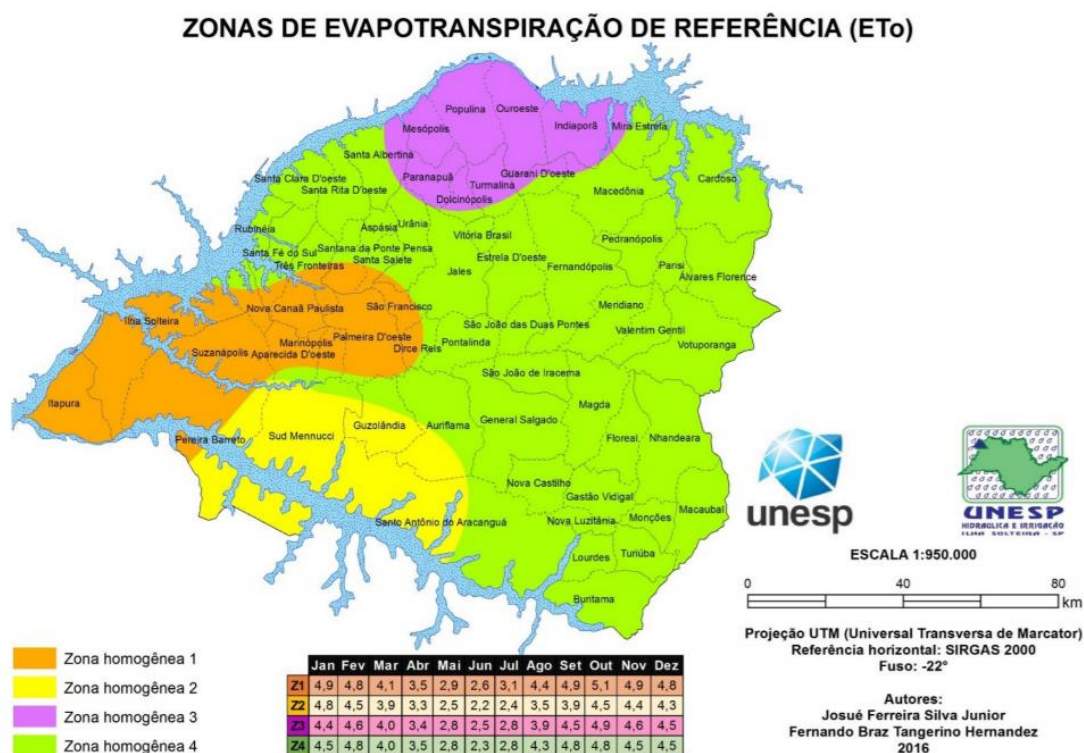 ZONAS DE EVAPOTRANSPIRAÇÃO DE REFERÊNCIA (ETo)
Populina
Ouroeste
Mesópolis
Indiaporã
Mira Estrela
Santa Albertina
Santa Clara D'oeste
Santa Rita D'oeste
Paranapuã
Turmalina
Guarani D'oeste
Dolcinópolis
Macedônia
Cardoso
Rubinéia
Aspásia
Urânia
Vitória Brasil
Pedranópolis
Santa Fé do Sul
Santana da Ponte Pensa
Três Fronteiras
Santa Salete
Jales
Estrela D'oeste
Fernandópolis
Parisi
Álvares Florence
Ilha Solteira
Nova Canaã Paulista
São Francisco
Meridiano
Suzanápolis
Marinópolis
Aparecida D'oeste
Palmeira D'oeste
Dirce Reis
Pontalinda
São João das Duas Pontes
Valentim Gentil
Votuporanga
São João de Iracema
Itapura
Pereira Barreto
Sud Mennucci
Guzolândia
Auriflama
General Salgado
Magda
Floreal
Nhandeara
Nova Castilho
Gastão Vidigal
Macaubal
Santo Antônio do Aracanguá
Nova Luzitânia
Monções
Lourdes
Turiúba
Buritama
unesp
UNESP
HIDRÁULICA E IRRIGAÇÃO
ILHA SOLTEIRA - SP
ESCALA 1:950.000
0 40 80
km
Projeção UTM (Universal Transversa de Marcator)
Referência horizontal: SIRGAS 2000
Fuso: -22°
Autores:
Josué Ferreira Silva Junior
Fernando Braz Tangerino Hernandez
2016
Zona homogênea 1
Zona homogênea 2
Zona homogênea 3
Zona homogênea 4
Jan Fev Mar Abr Mai Jun Jul Ago Set Out Nov Dez
Z1 4,9 4,8 4,1 3,5 2,9 2,6 3,1 4,4 4,9 5,1 4,9 4,8
Z2 4,8 4,5 3,9 3,3 2,5 2,2 2,4 3,5 3,9 4,5 4,4 4,3
Z3 4,4 4,6 4,0 3,4 2,8 2,5 2,8 3,9 4,5 4,9 4,6 4,5
Z4 4,5 4,8 4,0 3,5 2,8 2,3 2,8 4,3 4,8 4,8 4,5 4,5